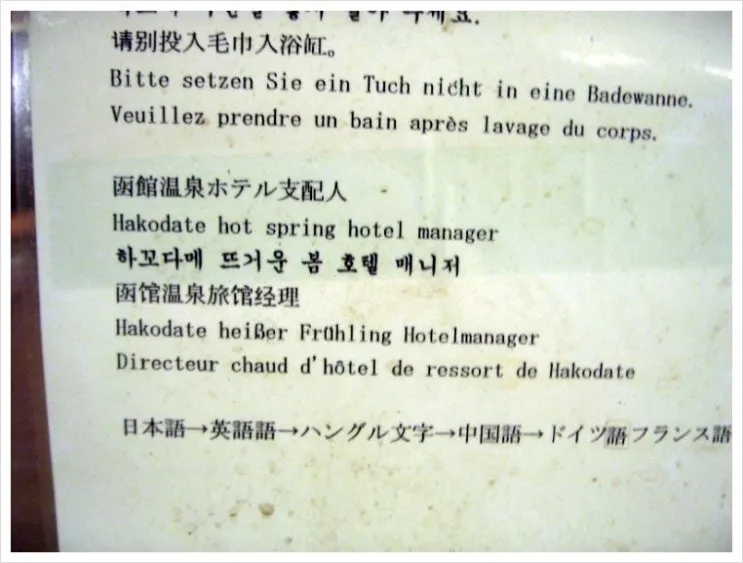 주세요.
请别投入毛巾入浴缸。
Bitte setzen Sie ein Tuch nicht in eine Badewanne.
Veuillez prendre un bain après lavage du corps.
函館温泉ホテル支配人
Hakodate hot spring hotel manager
하꼬다메 뜨거운 봄 호텔 매니저
函馆温泉旅馆经理
Hakodate heißer Frühling Hotelmanager
Directeur chaud d'hôtel de ressort de Hakodate
日本語→英語語→ハングル文字→中国語→ドイツ語フランス語